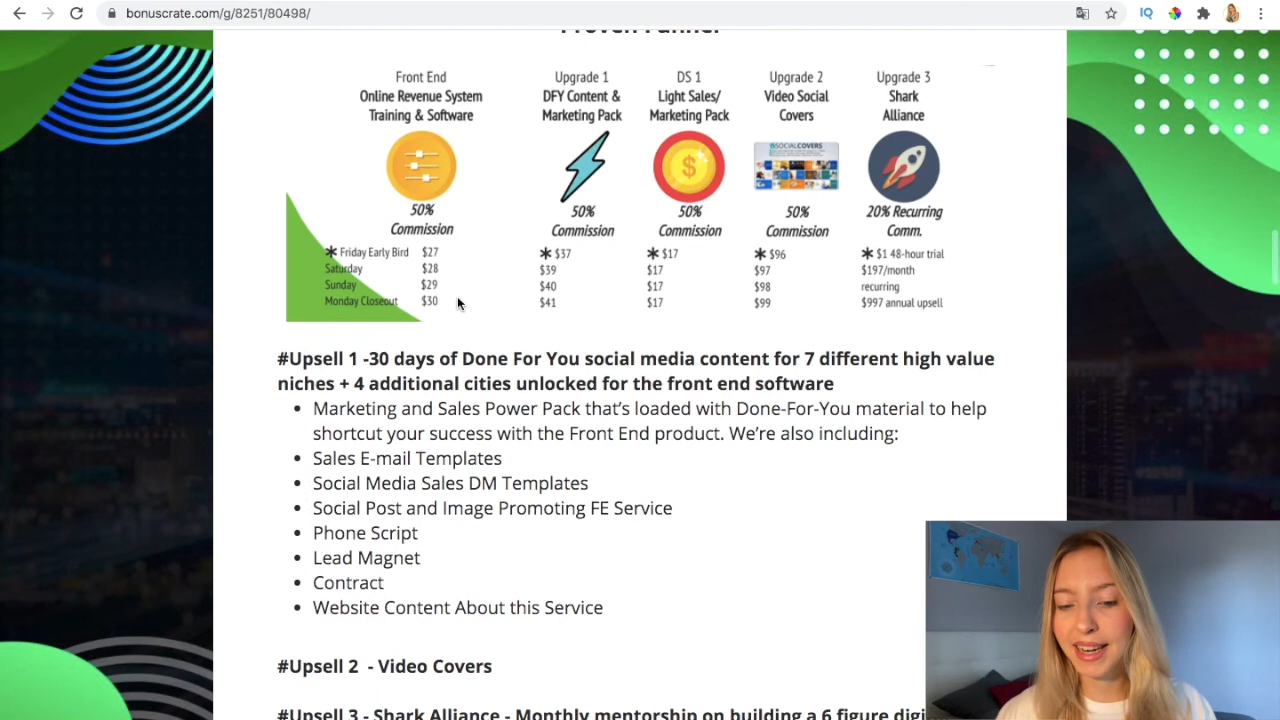 bonuscrate.com/g/8251/80498/
Proven Funnel
Front End
Online Revenue System
Training & Software
50%
Commission
Friday Early Bird $27
Saturday $28
Sunday $29
Monday Closeout $30
Upgrade 1
DFY Content &
Marketing Pack
50%
Commission
$37
$39
$40
$41
DS 1
Light Sales/
Marketing Pack
50%
Commission
$17
$17
$17
$17
Upgrade 2
Video Social
Covers
SOCIALCOVERS
50%
Commission
$96
$97
$98
$99
Upgrade 3
Shark
Alliance
20% Recurring
Comm.
$1 48-hour trial
$197/month
recurring
$997 annual upsell
#Upsell 1 -30 days of Done For You social media content for 7 different high value
niches + 4 additional cities unlocked for the front end software
• Marketing and Sales Power Pack that’s loaded with Done-For-You material to help
shortcut your success with the Front End product. We’re also including:
• Sales E-mail Templates
• Social Media Sales DM Templates
• Social Post and Image Promoting FE Service
• Phone Script
• Lead Magnet
• Contract
• Website Content About this Service
#Upsell 2 - Video Covers
#Upsell 3 - Shark Alliance - Monthly mentorship on building a 6 figure digi